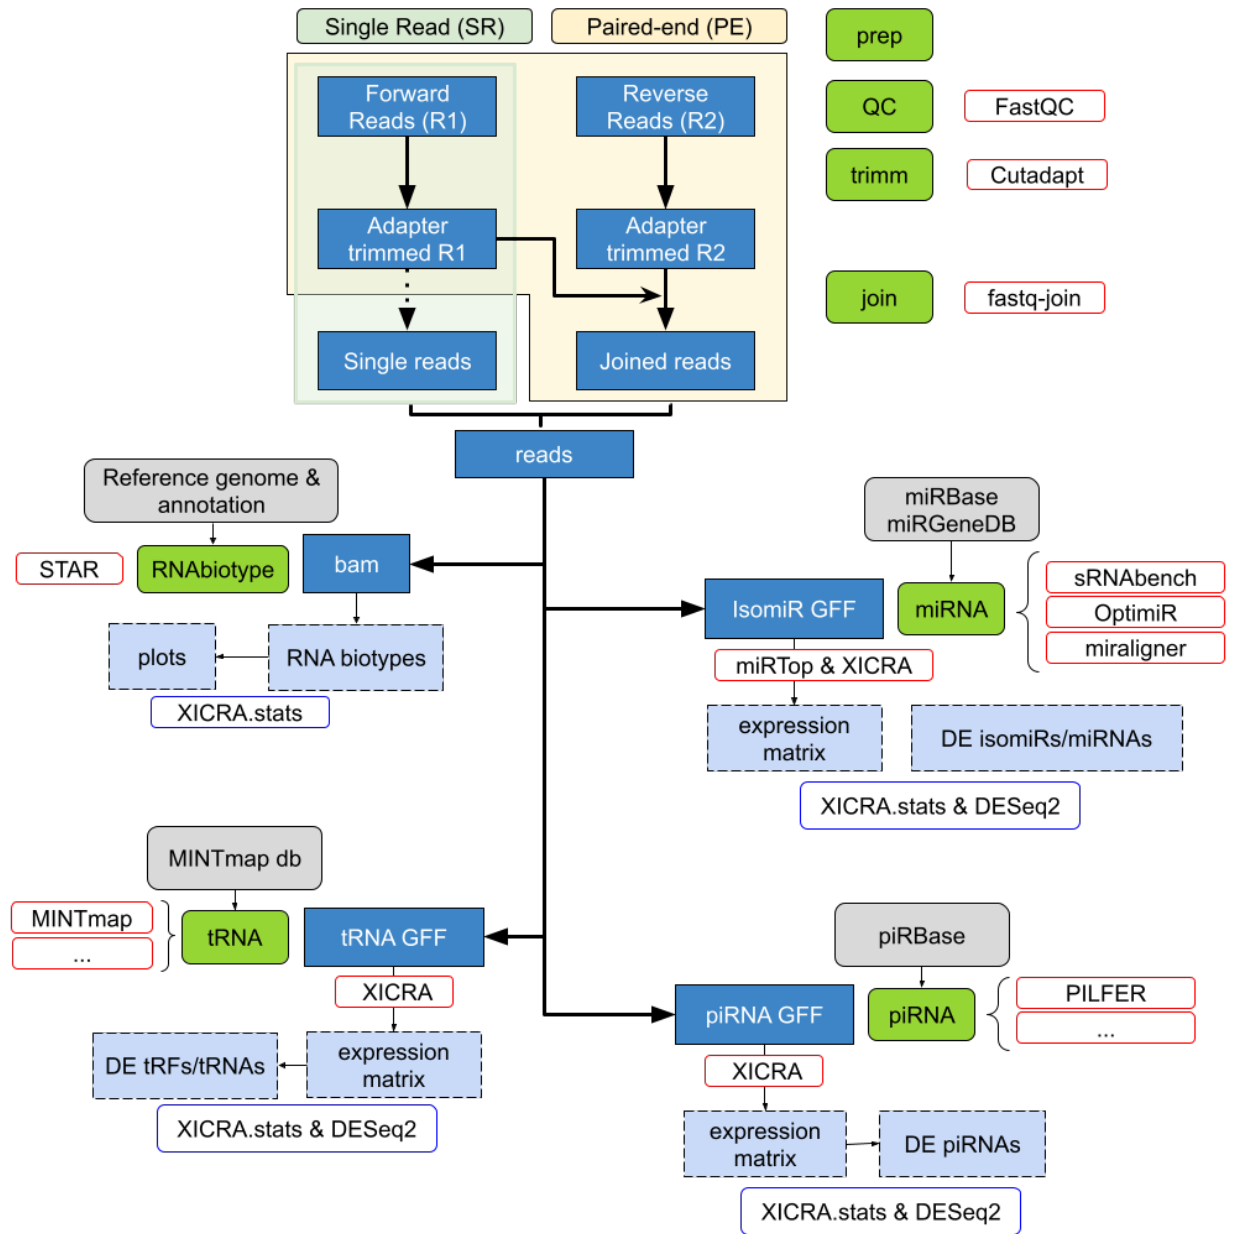 Single Read (SR)
Paired-end (PE)
prep
Forward
Reads (R1)
Reverse
Reads (R2)
QC
FastQC
trimm
Cutadapt
Adapter
trimmed R1
Adapter
trimmed R2
join
fastq-join
Single reads
Joined reads
reads
Reference genome &
annotation
STAR
RNAbiotype
bam
plots
RNA biotypes
XICRA.stats
miRBase
miRGeneDB
IsomiR GFF
miRNA
sRNAbench
OptimiR
miraligner
miRTop & XICRA
expression
matrix
DE isomiRs/miRNAs
XICRA.stats & DESeq2
MINTmap db
MINTmap
...
tRNA
tRNA GFF
XICRA
DE tRFs/tRNAs
expression
matrix
XICRA.stats & DESeq2
piRBase
piRNA GFF
piRNA
PILFER
...
XICRA
expression
matrix
DE piRNAs
XICRA.stats & DESeq2